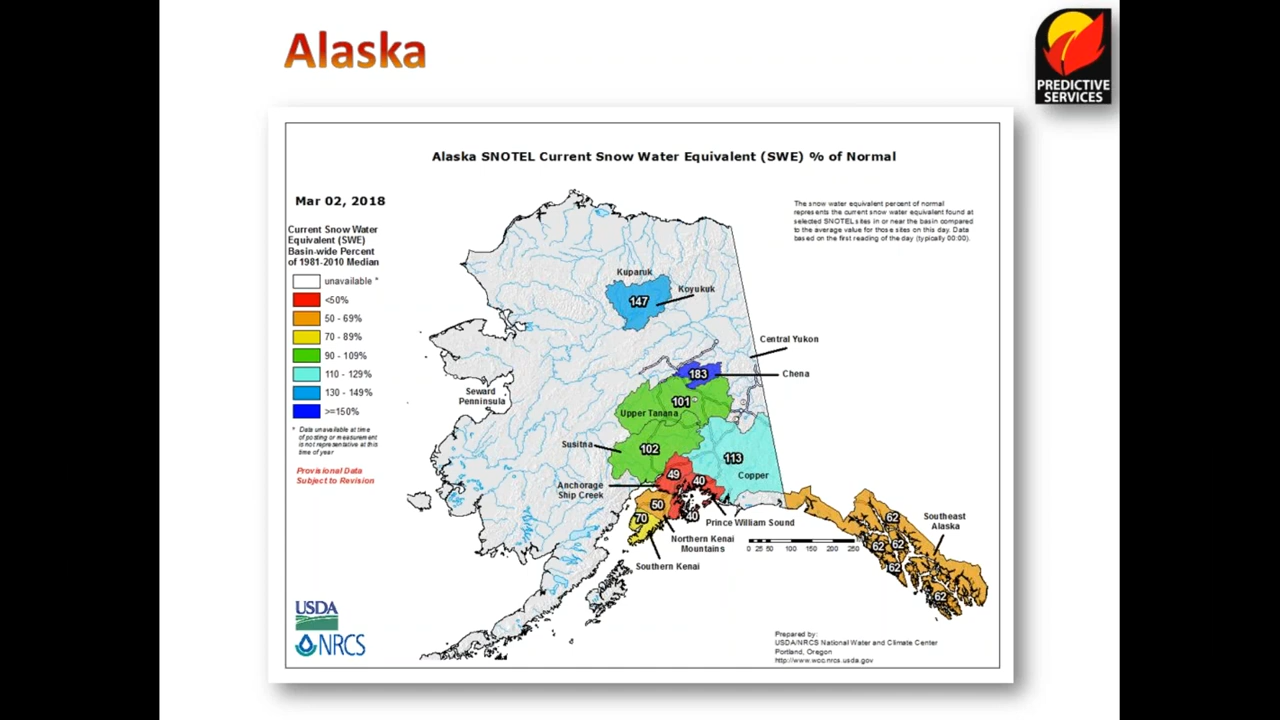 Alaska
PREDICTIVE
SERVICES
Alaska SNOTEL Current Snow Water Equivalent (SWE) % of Normal
Mar 02, 2018
The snow water equivalent percent of normal
represents the current snow water equivalent found at
selected SNOTEL sites in or near the basin compared
to the average value for those sites on this day. Data
based on the first reading of the day (typically 00:00).
Current Snow Water
Equivalent (SWE)
Basin-wide Percent
of 1981-2010 Median
unavailable *
<50%
50 - 69%
70 - 89%
90 - 109%
110 - 129%
130 - 149%
>=150%
* Data unavailable at time
of posting or measurement
is not representative at this
time of year
Provisional Data
Subject to Revision
Kuparuk
Koyukuk
147
Central Yukon
183
Chena
Seward
Penninsula
101
Upper Tanana
Susitna
102
113
Copper
49
40
Anchorage
Ship Creek
50
70
40
Prince William Sound
Northern Kenai
Mountains
Southern Kenai
0 25 50 100 150 200 250
62
Southeast
Alaska
62
62
62
62
USDA
NRCS
Prepared by:
USDA/NRCS National Water and Climate Center
Portland, Oregon
http://www.wcc.nrcs.usda.gov